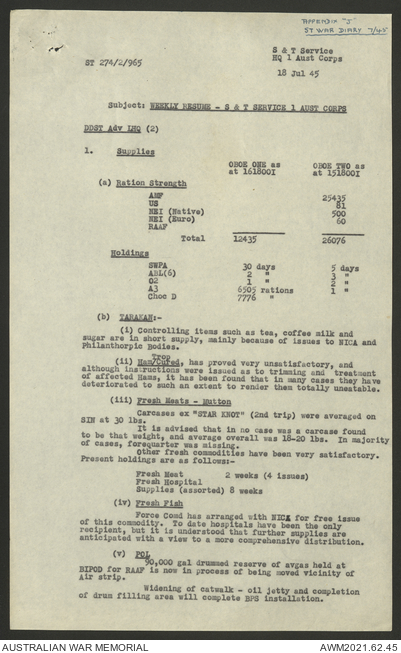 APPENDIX "J"
ST WAR DIARY 7/45
S & T Service
ST 274/2/965
HQ 1 Aust Corps
18 Jul 45
Subject: WEEKLY RESUME - S & T SERVICE 1 AUST CORPS
DDST Adv LHQ (2)
1. Supplies
OBOE ONE as OBOE TWO as
at 161800I at 151800I
(a) Ration Strength
AMF 25435
US 81
NEI (Native) 500
NEI (Euro) 60
RAAF
Total 12435 26076
Holdings
SWPA 30 days 5 days
ABL(6) 2 " 3 "
O2 1 " 2 "
A3 6505 rations 1 "
Choc D 7776 "
(b) TARAKAN:-
(i) Controlling items such as tea, coffee milk and
sugar are in short supply, mainly because of issues to NICA and
Philanthorpic Bodies.
Trop
(ii) Ham/Cured, has proved very unsatisfactory, and
although instructions were issued as to trimming and treatment
of affected Hams, it has been found that in many cases they have
deteriorated to such an extent to render them totally uneatable.
(iii) Fresh Meats - Mutton
Carcases ex "STAR KNOT" (2nd trip) were averaged on
SIN at 30 lbs.
It is advised that in no case was a carcase found
to be that weight, and average overall was 18-20 lbs. In majority
of cases, forequarter was missing.
Other fresh commodities have been very satisfactory.
Present holdings are as follows:-
Fresh Meat 2 weeks (4 issues)
Fresh Hospital
Supplies (assorted) 8 weeks
(iv) Fresh Fish
Force Comd has arranged with NICA for free issue
of this commodity. To date hospitals have been the only
recipient, but it is understood that further supplies are
anticipated with a view to a more comprehensive distribution.
(v) POL
90,000 gal drummed reserve of avgas held at
BIPOD for RAAF is now in process of being moved vicinity of
Air strip.
Widening of catwalk - oil jetty and completion
of drum filling area will complete BPS installation.
AUSTRALIAN WAR MEMORIAL
AWM2021.62.45